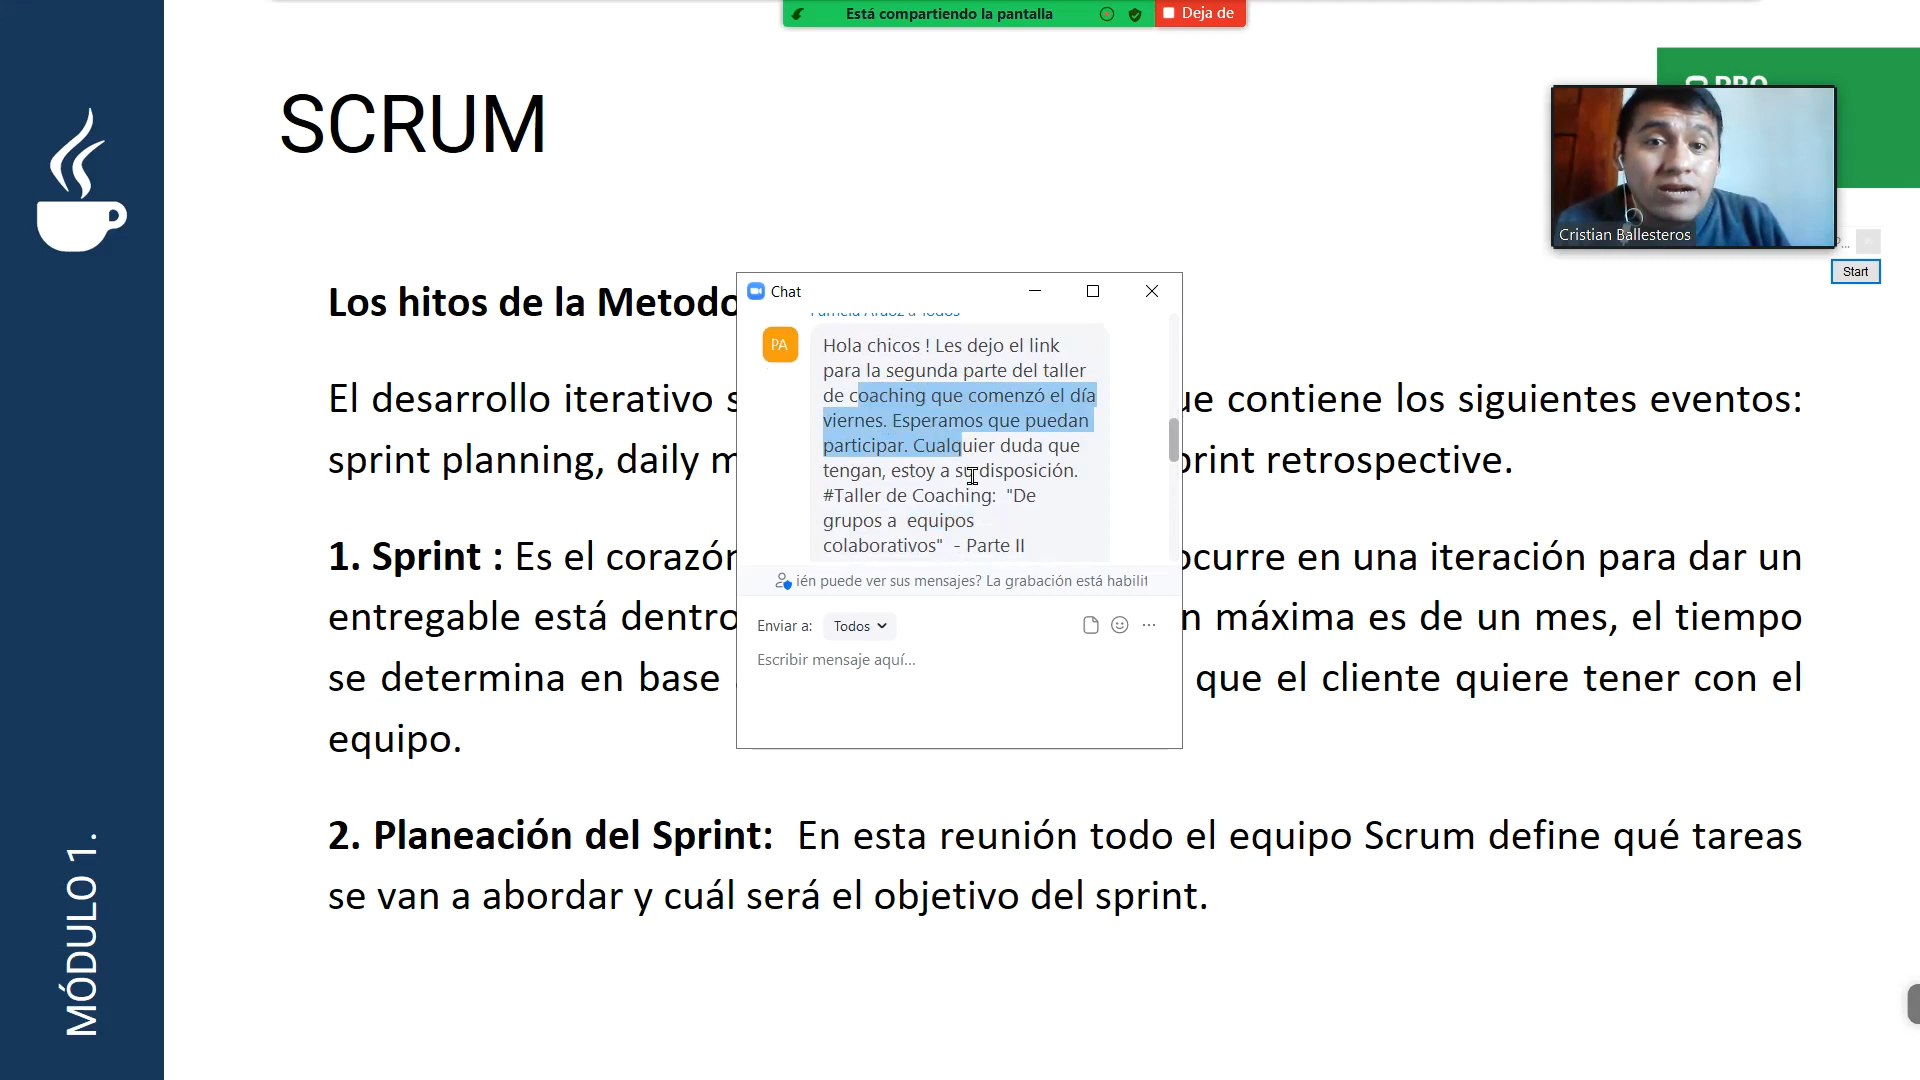 Está compartiendo la pantalla
Deja de
SCRUM
PRO
Cristian Ballesteros
Start
Los hitos de la
Chat
Hola chicos ! Les dejo el link
para la segunda parte del taller
de coaching que comenzó el día
viernes. Esperamos que puedan
participar. Cualquier duda que
tengan, estoy a su disposición.
#Taller de Coaching: "De
grupos a equipos
colaborativos" - Parte II
PA
puede ver sus mensajes? La grabación está
Enviar a: Todos
Escribir mensaje aquí...
El desarrollo iterativo contiene los siguientes eventos:
sprint planning, daily retrospective.
1. Sprint : Es el ocurre en una iteración para dar un
entregable está máxima es de un mes, el tiempo
se determina en base que el cliente quiere tener con el
equipo.
2. Planeación del Sprint: En esta reunión todo el equipo Scrum define qué tareas
se van a abordar y cuál será el objetivo del sprint.
MÓDULO 1.